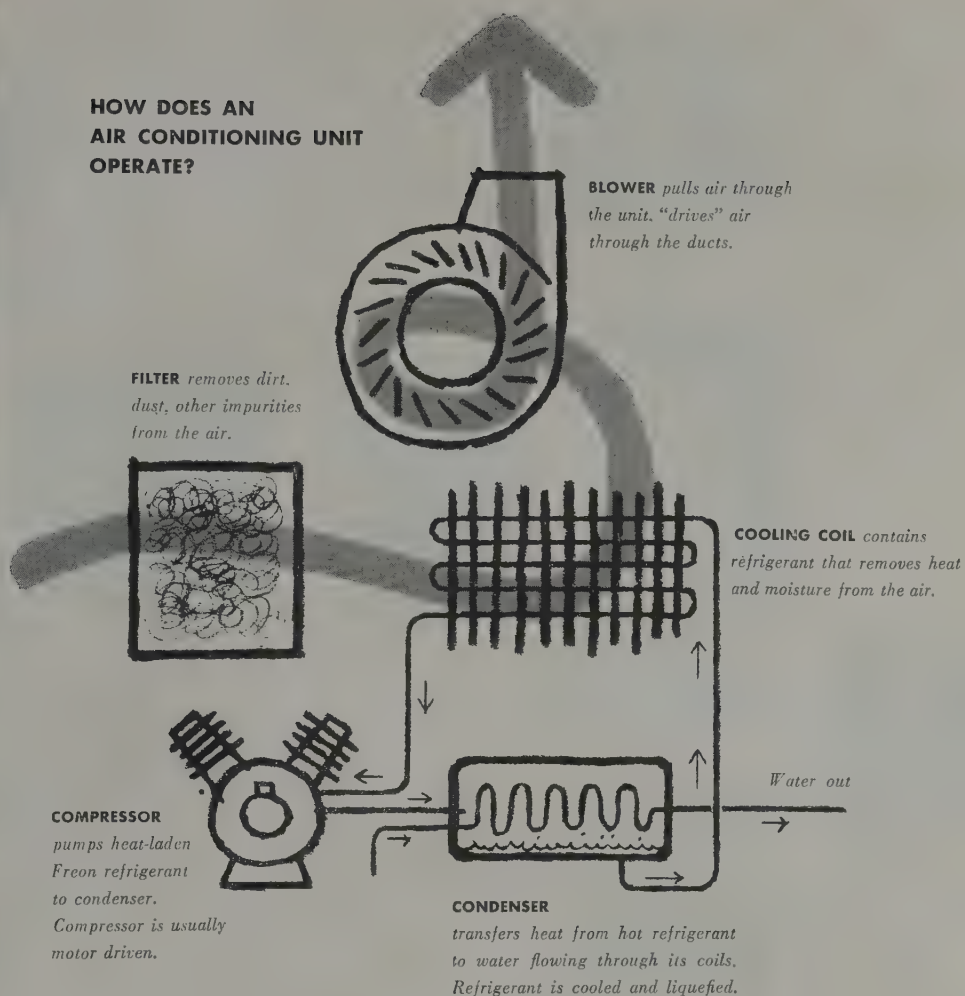 HOW DOES AN
AIR CONDITIONING UNIT
OPERATE?
BLOWER pulls air through
the unit. "drives" air
through the ducts.
FILTER removes dirt.
dust, other impurities
from the air.
COOLING COIL contains
refrigerant that removes heat
and moisture from the air.
Water out
COMPRESSOR
pumps heat-laden
Freon refrigerant
to condenser.
Compressor is usually
motor driven.
CONDENSER
transfers heat from hot refrigerant
to water flowing through its coils.
Refrigerant is cooled and liquefied.